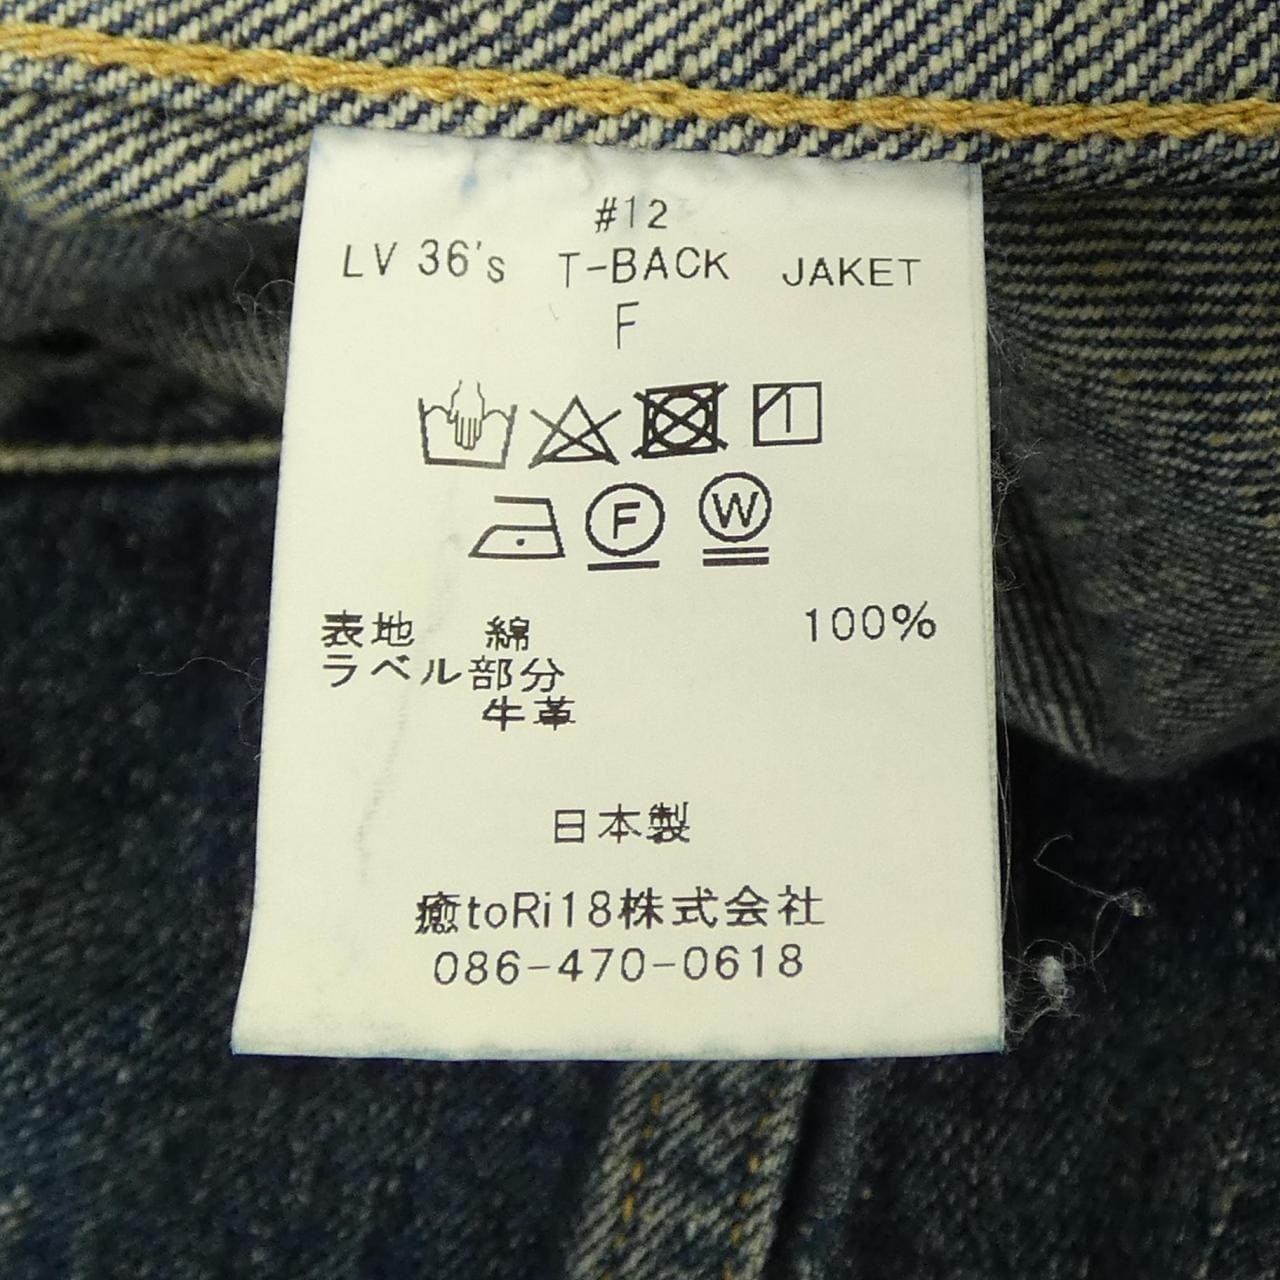 #12
LV 36's T-BACK JAKET
F
F W
表地 綿 100%
ラベル部分
牛革
日本製
癒toRi18株式会社
086-470-0618